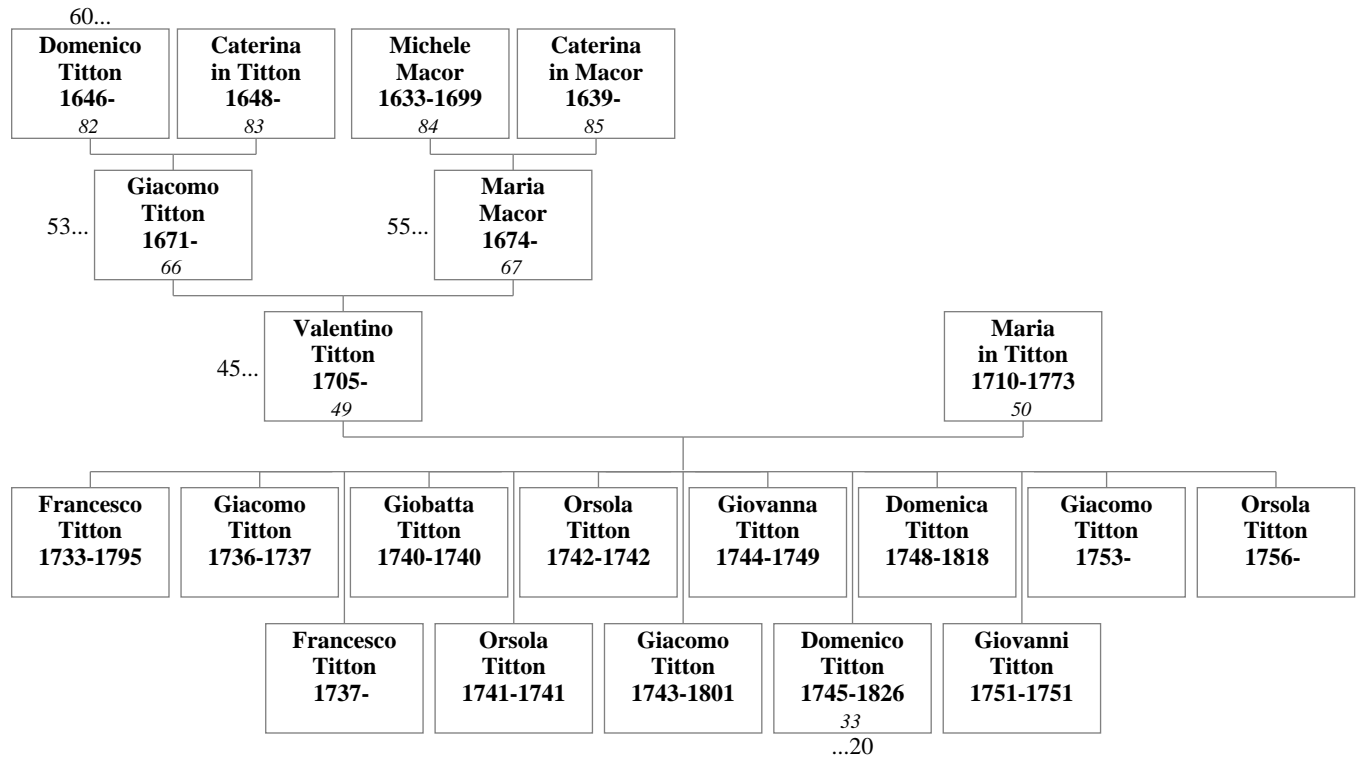 60...
Domenico
Titton
1646-
82
Caterina
in Titton
1648-
83
Michele
Macor
1633-1699
84
Caterina
in Macor
1639-
85
53...
Giacomo
Titton
1671-
66
55...
Maria
Macor
1674-
67
45...
Valentino
Titton
1705-
49
Maria
in Titton
1710-1773
50
Francesco
Titton
1733-1795
Giacomo
Titton
1736-1737
Giobatta
Titton
1740-1740
Orsola
Titton
1742-1742
Giovanna
Titton
1744-1749
Domenica
Titton
1748-1818
Giacomo
Titton
1753-
Orsola
Titton
1756-
Francesco
Titton
1737-
Orsola
Titton
1741-1741
Giacomo
Titton
1743-1801
Domenico
Titton
1745-1826
33
...20
Giovanni
Titton
1751-1751